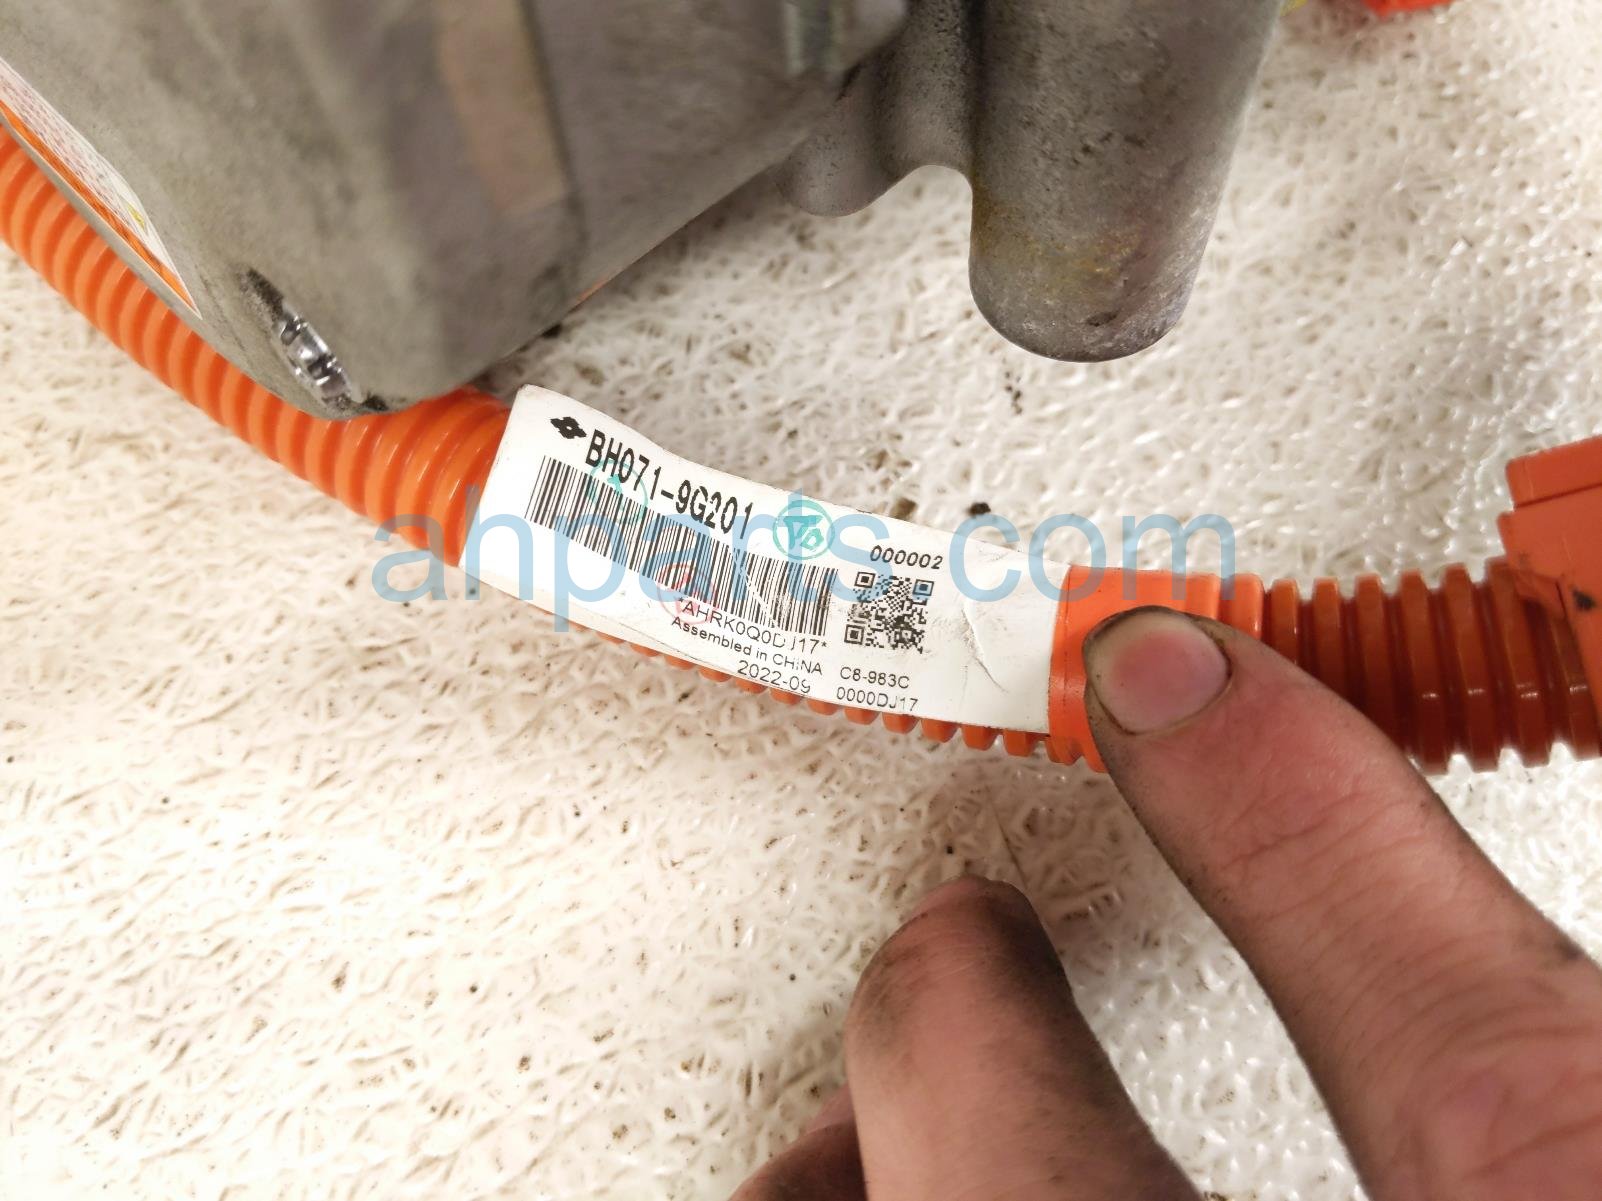 BH071-9G201
000002
*AHRK0Q0DJ17*
Assembled in CHINA
2022-09
C8-983C
0000DJ17
ahparts.com